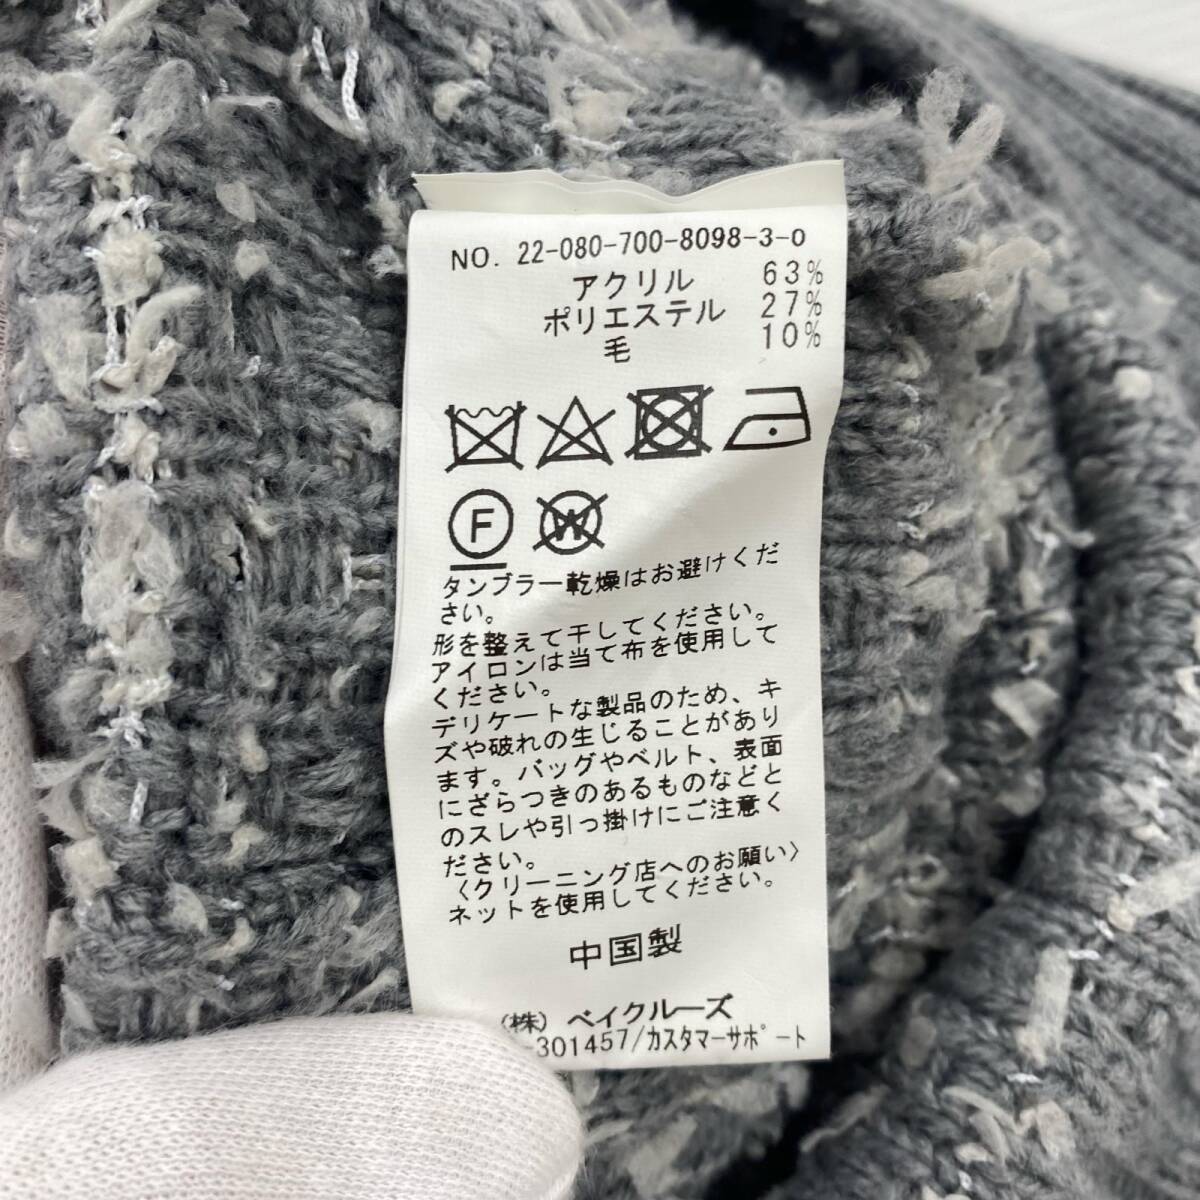 NO. 22-080-700-8098-3-0
アクリル 63%
ポリエステル 27%
毛 10%
F W
タンブラー乾燥はお避けくだ
さい。
形を整えて干してください。
アイロンは当て布を使用して
ください。
デリケートな製品のため、キ
ズや破れの生じることがあり
ます。バッグやベルト、表面
にざらつきのあるものなどと
のスレや引っ掛けにご注意く
ださい。
〈クリーニング店へのお願い〉
ネットを使用してください。
中国製
(株) ベイクルーズ
-301457/カスタマーサポート